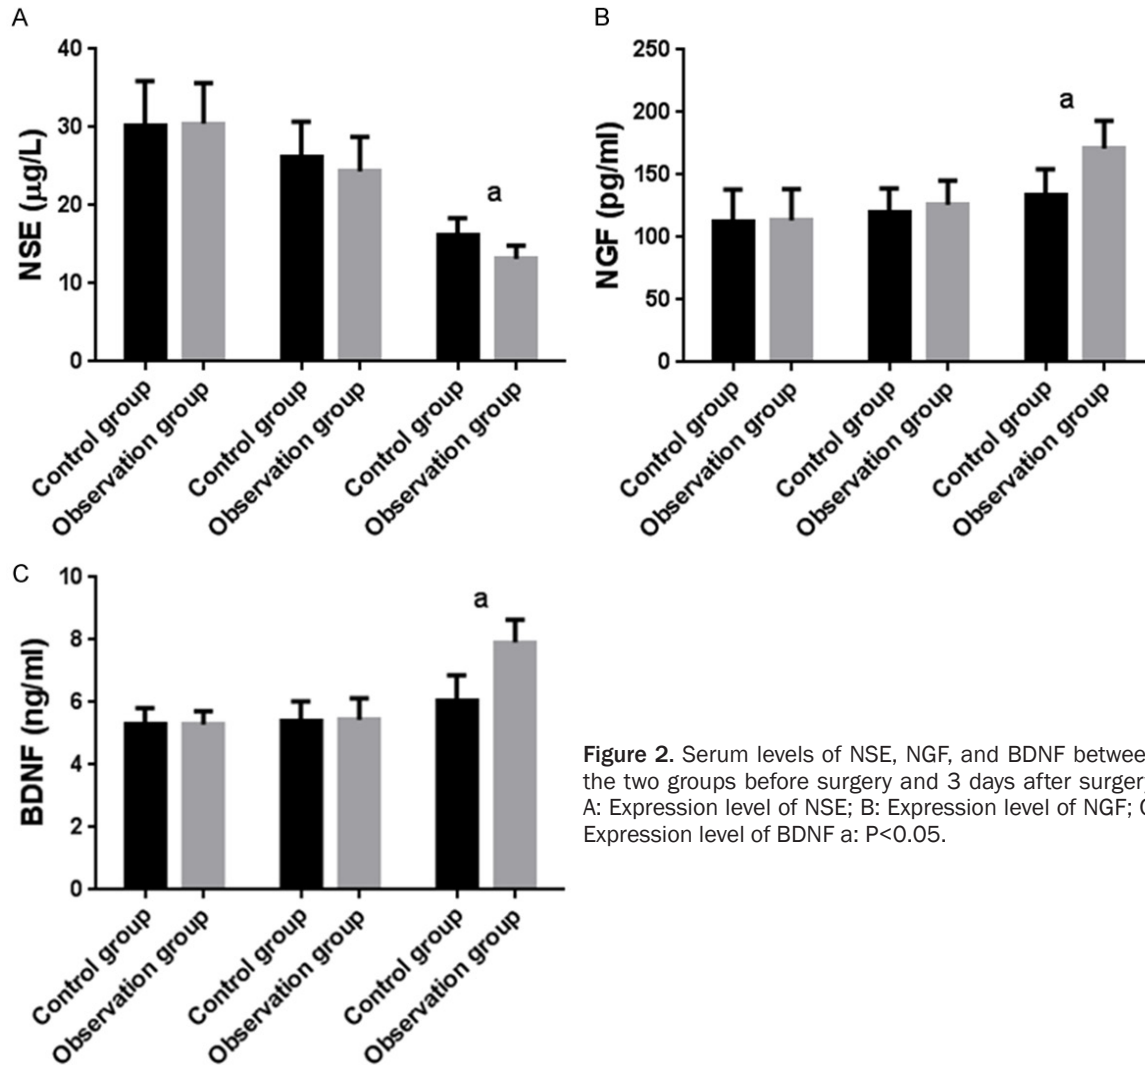 A
40
30
20
10
0
NSE (µg/L)
a
Control group
Observation group
Control group
Observation group
Control group
Observation group
B
250
200
150
100
50
0
NGF (pg/ml)
a
Control group
Observation group
Control group
Observation group
Control group
Observation group
C
10
8
6
4
2
0
BDNF (ng/ml)
a
Control group
Observation group
Control group
Observation group
Control group
Observation group
Figure 2. Serum levels of NSE, NGF, and BDNF between
the two groups before surgery and 3 days after surger
A: Expression level of NSE; B: Expression level of NGF; C
Expression level of BDNF a: P<0.05.